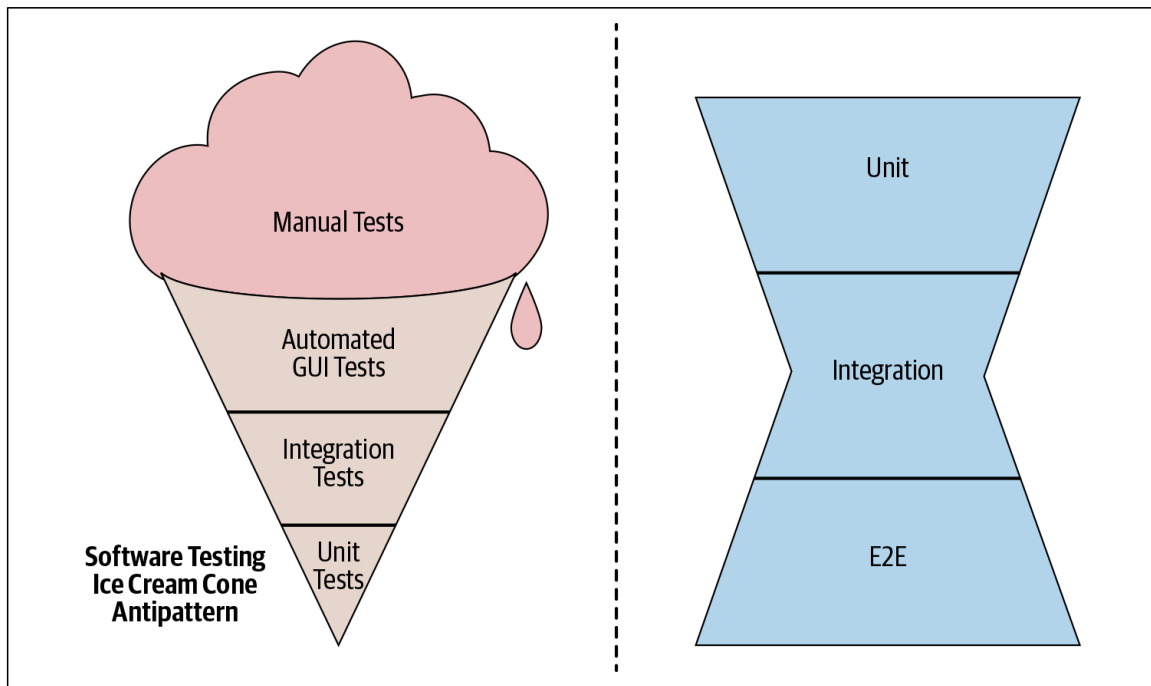 Manual Tests
Automated
GUI Tests
Integration
Tests
Unit
Tests
Software Testing
Ice Cream Cone
Antipattern
Unit
Integration
E2E